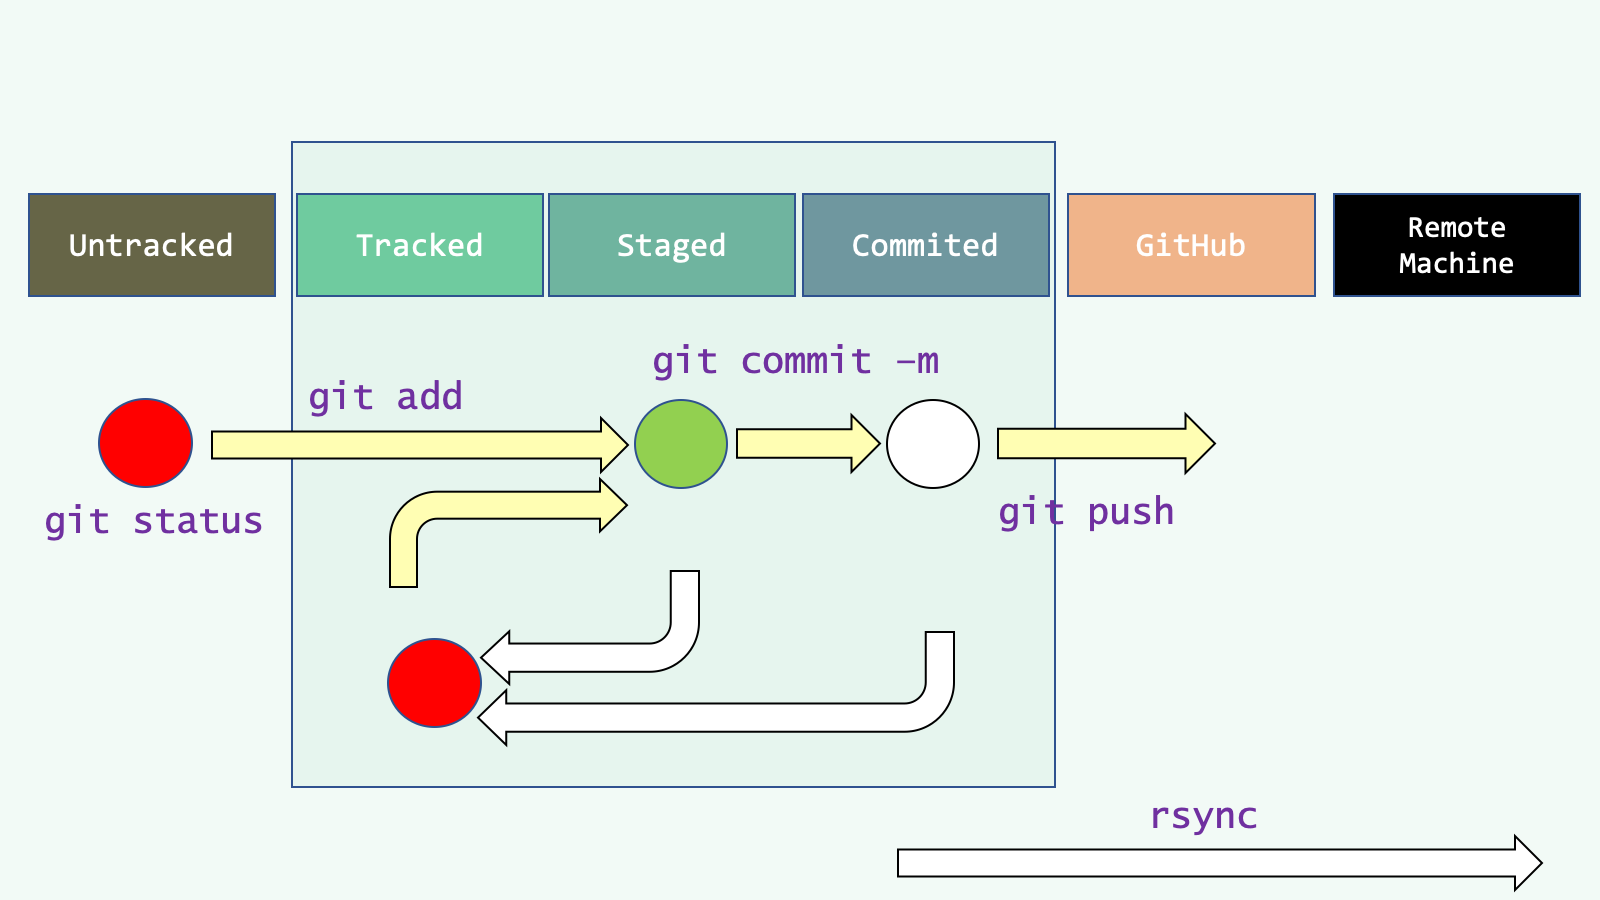 Untracked
Tracked
Staged
Commited
GitHub
Remote
Machine
git commit -m
git add
git status
git push
rsync